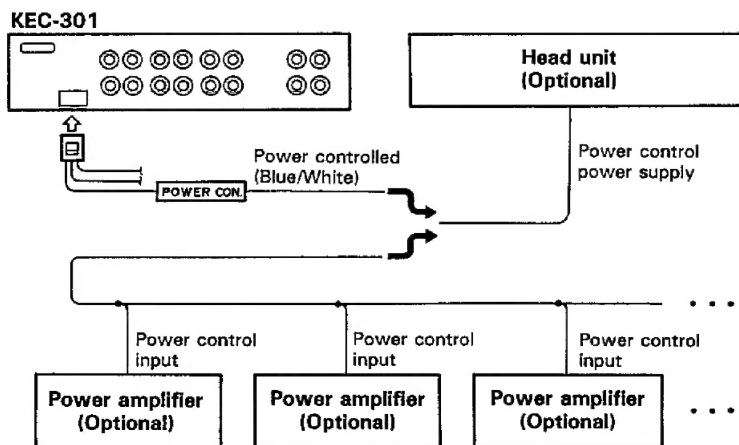 KEC-301
Head unit
(Optional)
Power controlled
(Blue/White)
POWER CON.
Power control
power supply
Power control
input
Power control
input
Power control
input
Power amplifier
(Optional)
Power amplifier
(Optional)
Power amplifier
(Optional)